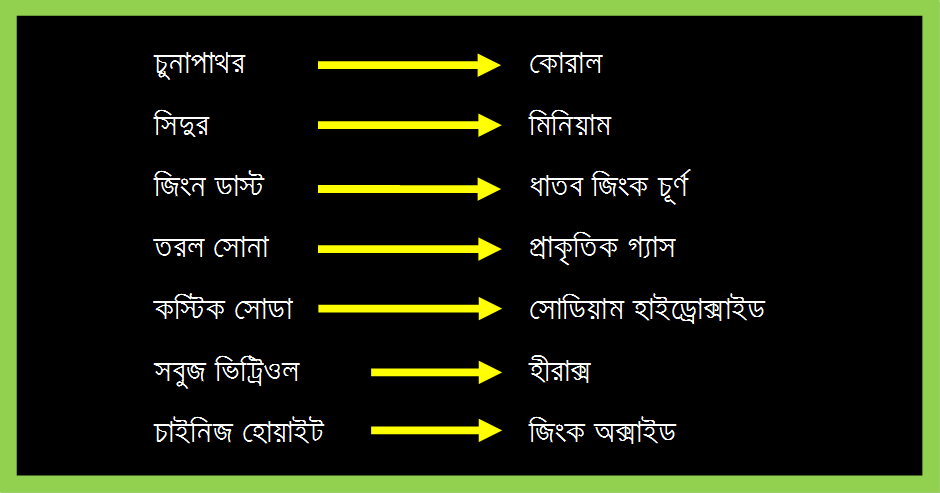 চুনাপাথর কোরাল
সিদুর মিনিয়াম
জিংন ডাস্ট ধাতব জিংক চূর্ণ
তরল সোনা প্রাকৃতিক গ্যাস
কস্টিক সোডা সোডিয়াম হাইড্রোক্সাইড
সবুজ ভিট্রিওল হীরাক্স
চাইনিজ হোয়াইট জিংক অক্সাইড